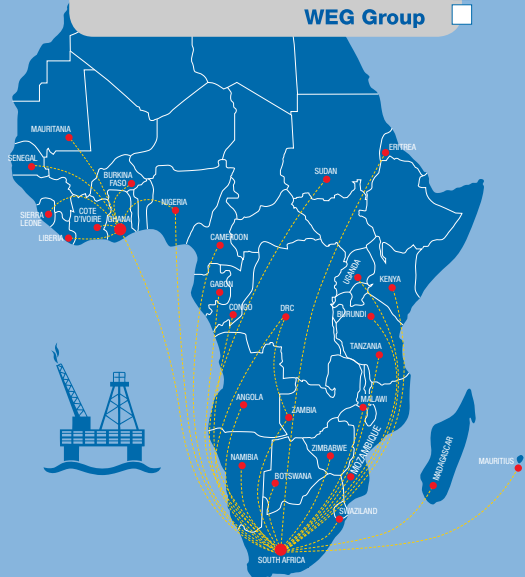 WEG Group
MAURITANIA
ERITREA
SENEGAL
SUDAN
BURKINA
FASO
NIGERIA
SIERRA
LEONE
COTE
D'IVOIRE
GHANA
LIBERIA
CAMEROON
UGANDA
KENYA
GABON
CONGO
DRC
BURUNDI
TANZANIA
ANGOLA
MALAWI
ZAMBIA
ZIMBABWE
MOZAMBIQUE
MADAGASCAR
MAURITIUS
NAMIBIA
BOTSWANA
SWAZILAND
SOUTH AFRICA